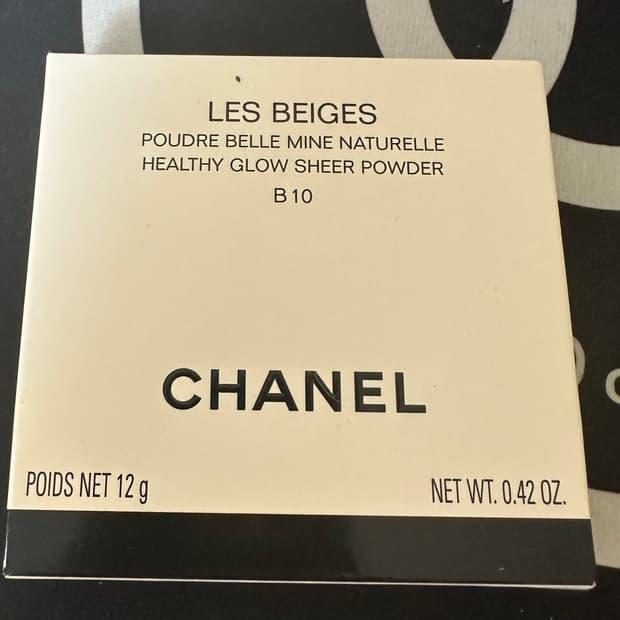 LES BEIGES
POUDRE BELLE MINE NATURELLE
HEALTHY GLOW SHEER POWDER
B10
CHANEL
POIDS NET 12 g
NET WT. 0.42 OZ.